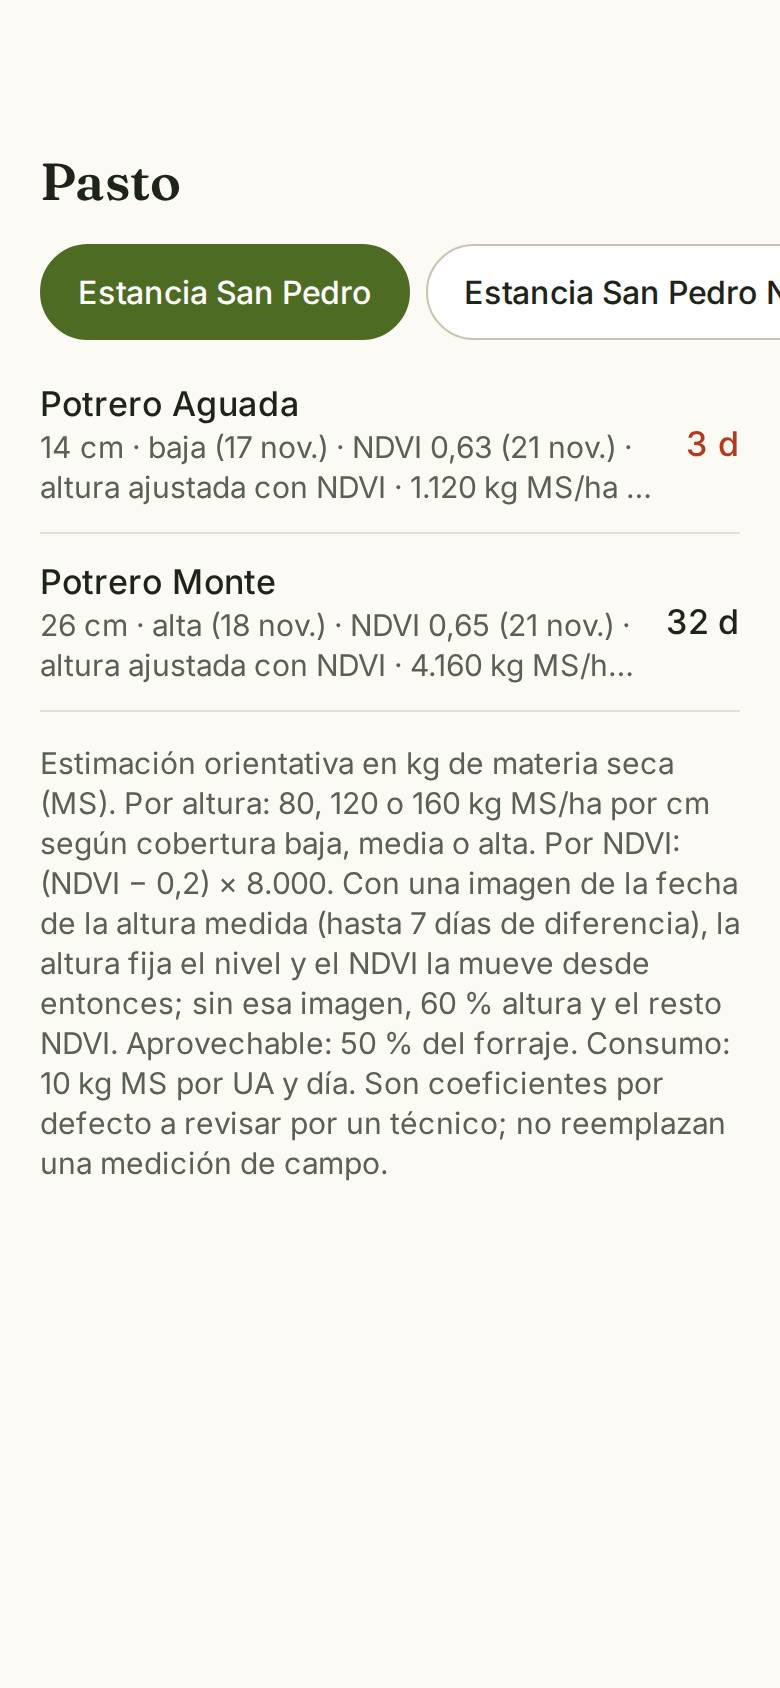 Pasto
Estancia San Pedro
Estancia San Pedro N
Potrero Aguada
14 cm · baja (17 nov.) · NDVI 0,63 (21 nov.) ·
altura ajustada con NDVI · 1.120 kg MS/ha …
3 d
Potrero Monte
26 cm · alta (18 nov.) · NDVI 0,65 (21 nov.) ·
altura ajustada con NDVI · 4.160 kg MS/h…
32 d
Estimación orientativa en kg de materia seca
(MS). Por altura: 80, 120 o 160 kg MS/ha por cm
según cobertura baja, media o alta. Por NDVI:
(NDVI − 0,2) × 8.000. Con una imagen de la fecha
de la altura medida (hasta 7 días de diferencia), la
altura fija el nivel y el NDVI la mueve desde
entonces; sin esa imagen, 60 % altura y el resto
NDVI. Aprovechable: 50 % del forraje. Consumo:
10 kg MS por UA y día. Son coeficientes por
defecto a revisar por un técnico; no reemplazan
una medición de campo.